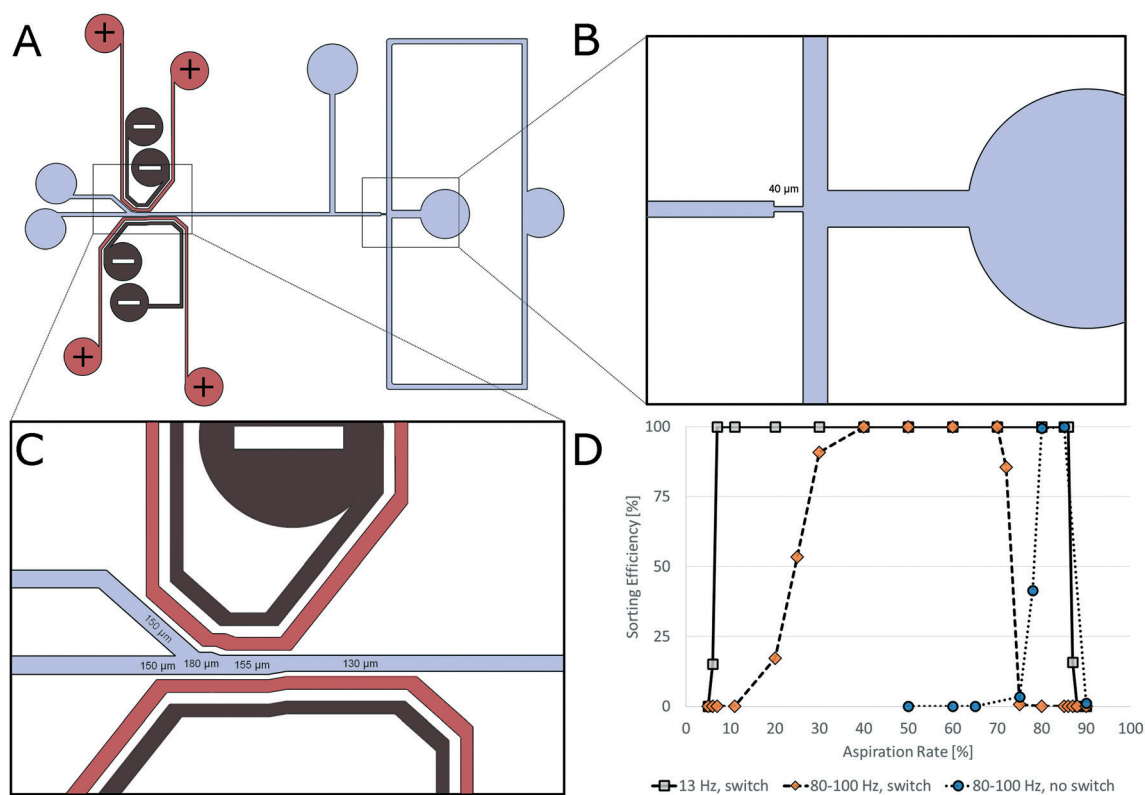 A
B
+
+
+
+
40 µm
C
150 µm
150 µm
180 µm
155 µm
130 µm
D
Sorting Efficiency [%]
100
75
50
25
0
0 10 20 30 40 50 60 70 80 90 100
Aspiration Rate [%]
13 Hz, switch 80-100 Hz, switch 80-100 Hz, no switch